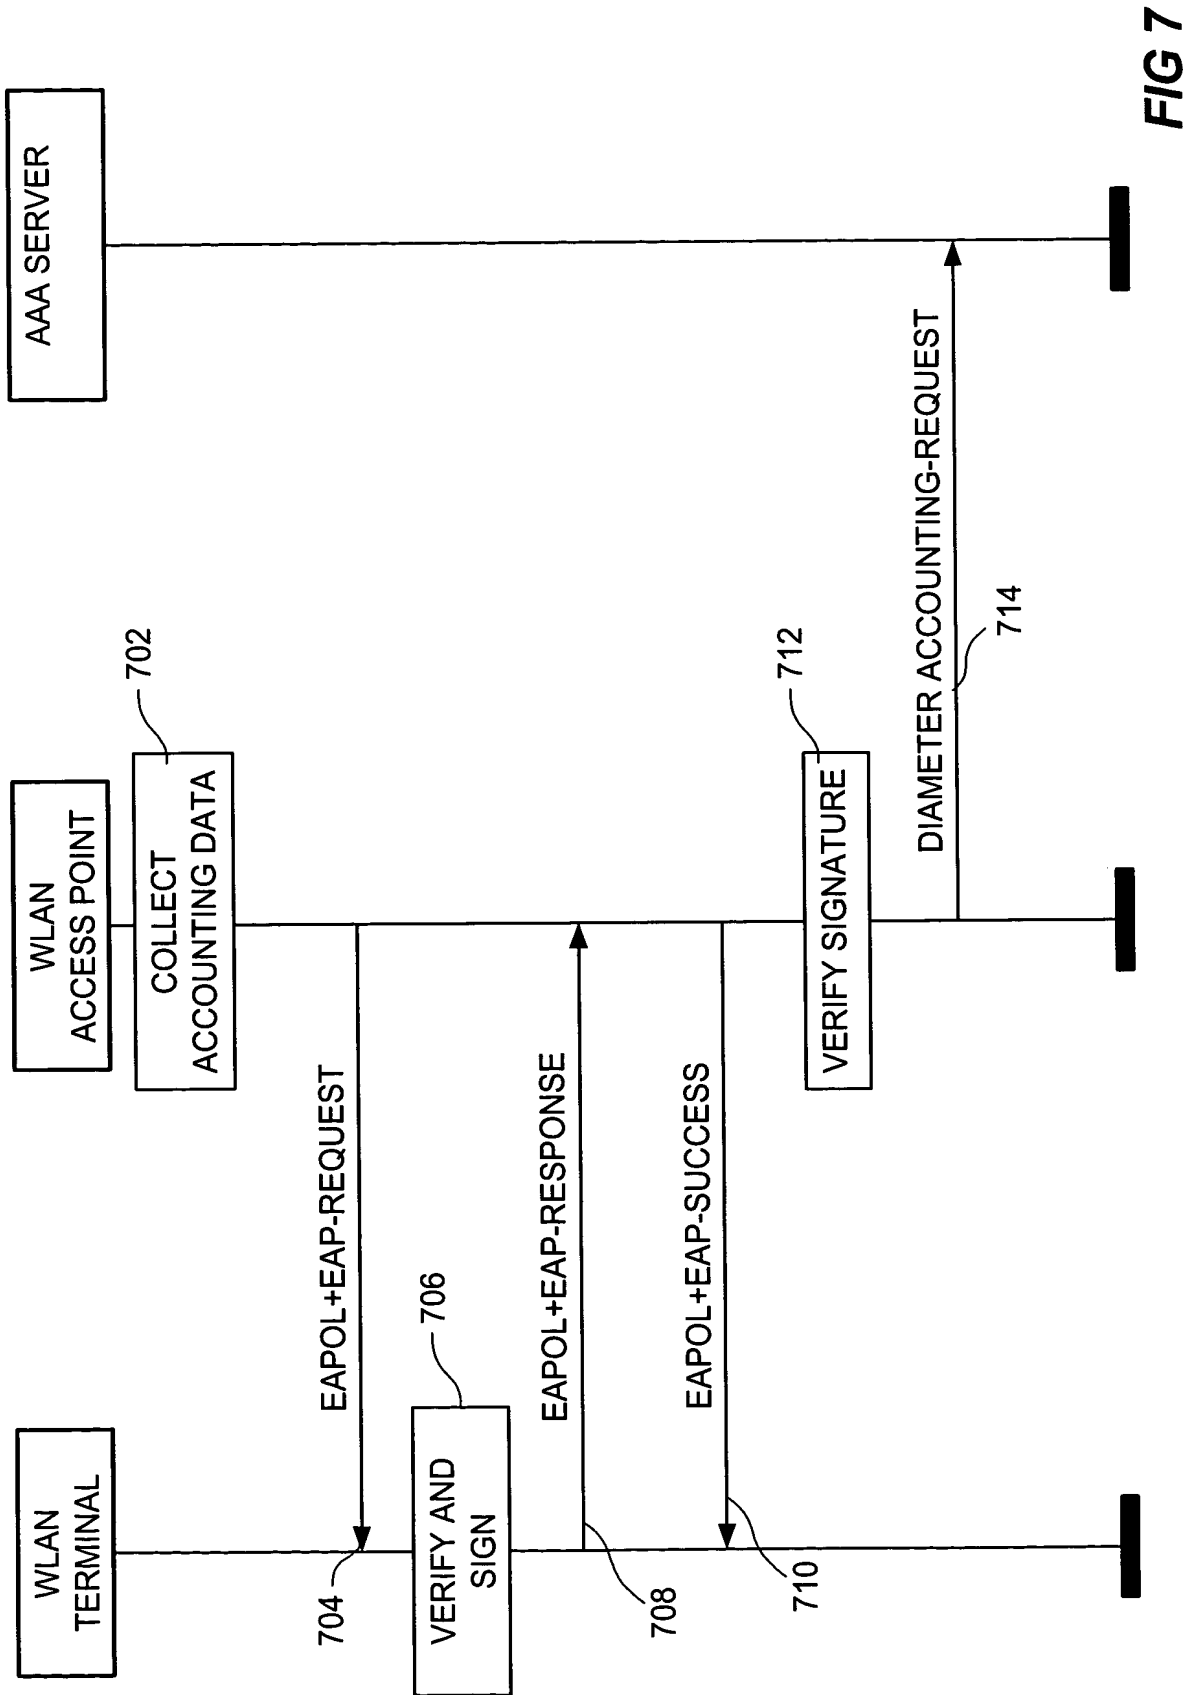 WLAN
TERMINAL
WLAN
ACCESS POINT
AAA SERVER
COLLECT
ACCOUNTING DATA
702
EAPOL+EAP-REQUEST
704
VERIFY AND
SIGN
706
EAPOL+EAP-RESPONSE
708
EAPOL+EAP-SUCCESS
710
VERIFY SIGNATURE
712
DIAMETER ACCOUNTING-REQUEST
714
FIG 7